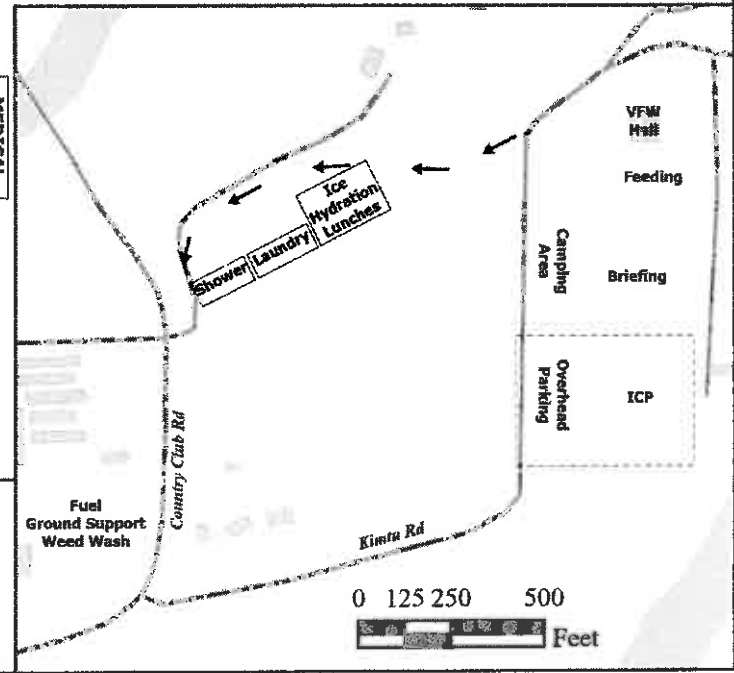 VFW
Hall
Feeding
Ice
Hydration
Lunches
Laundry
Shower
Camping
Area
Briefing
Overhead
Parking
ICP
Country Club Rd
Fuel
Ground Support
Weed Wash
Kimtu Rd
0 125 250 500
Feet